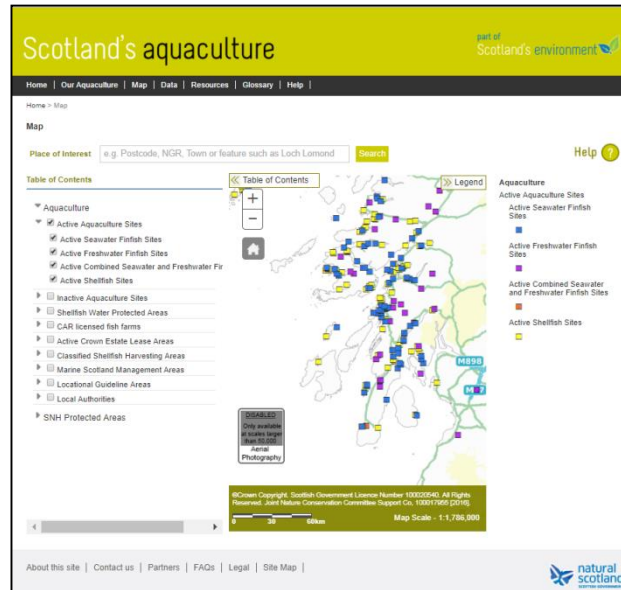 Scotland's aquaculture
part of
Scotland's environment
Home | Our Aquaculture | Map | Data | Resources | Glossary | Help |
Home > Map
Map
Place of Interest
e.g. Postcode, NGR, Town or feature such as Loch Lomond
Search
Help ?
Table of Contents
Aquaculture
Active Aquaculture Sites
Active Seawater Finfish Sites
Active Freshwater Finfish Sites
Active Combined Seawater and Freshwater Fir
Active Shellfish Sites
Inactive Aquaculture Sites
Shellfish Water Protected Areas
CAR licensed fish farms
Active Crown Estate Lease Areas
Classified Shellfish Harvesting Areas
Marine Scotland Management Areas
Locational Guideline Areas
Local Authorities
SNH Protected Areas
<< Table of Contents
>> Legend
+
−
M898
DISABLED
Only available
at scales larger
than 50,000
Aerial
Photography
©Crown Copyright. Scottish Government Licence Number 100020540. All Rights
Reserved. Joint Nature Conservation Committee Support Co, 100017955 [2016].
0 30 60km
Map Scale - 1:1,786,000
Aquaculture
Active Aquaculture Sites
Active Seawater Finfish
Sites
Active Freshwater Finfish
Sites
Active Combined Seawater
and Freshwater Finfish Sites
Active Shellfish Sites
About this site | Contact us | Partners | FAQs | Legal | Site Map |
natural
scotland
SCOTTISH GOVERNMENT